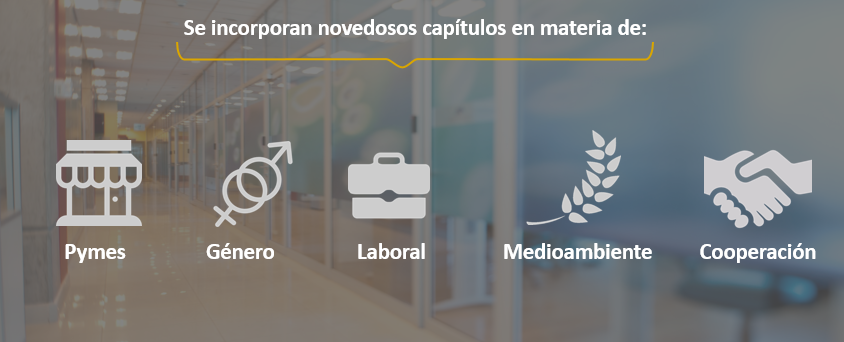 Se incorporan novedosos capítulos en materia de:
Pymes
Género
Laboral
Medioambiente
Cooperación